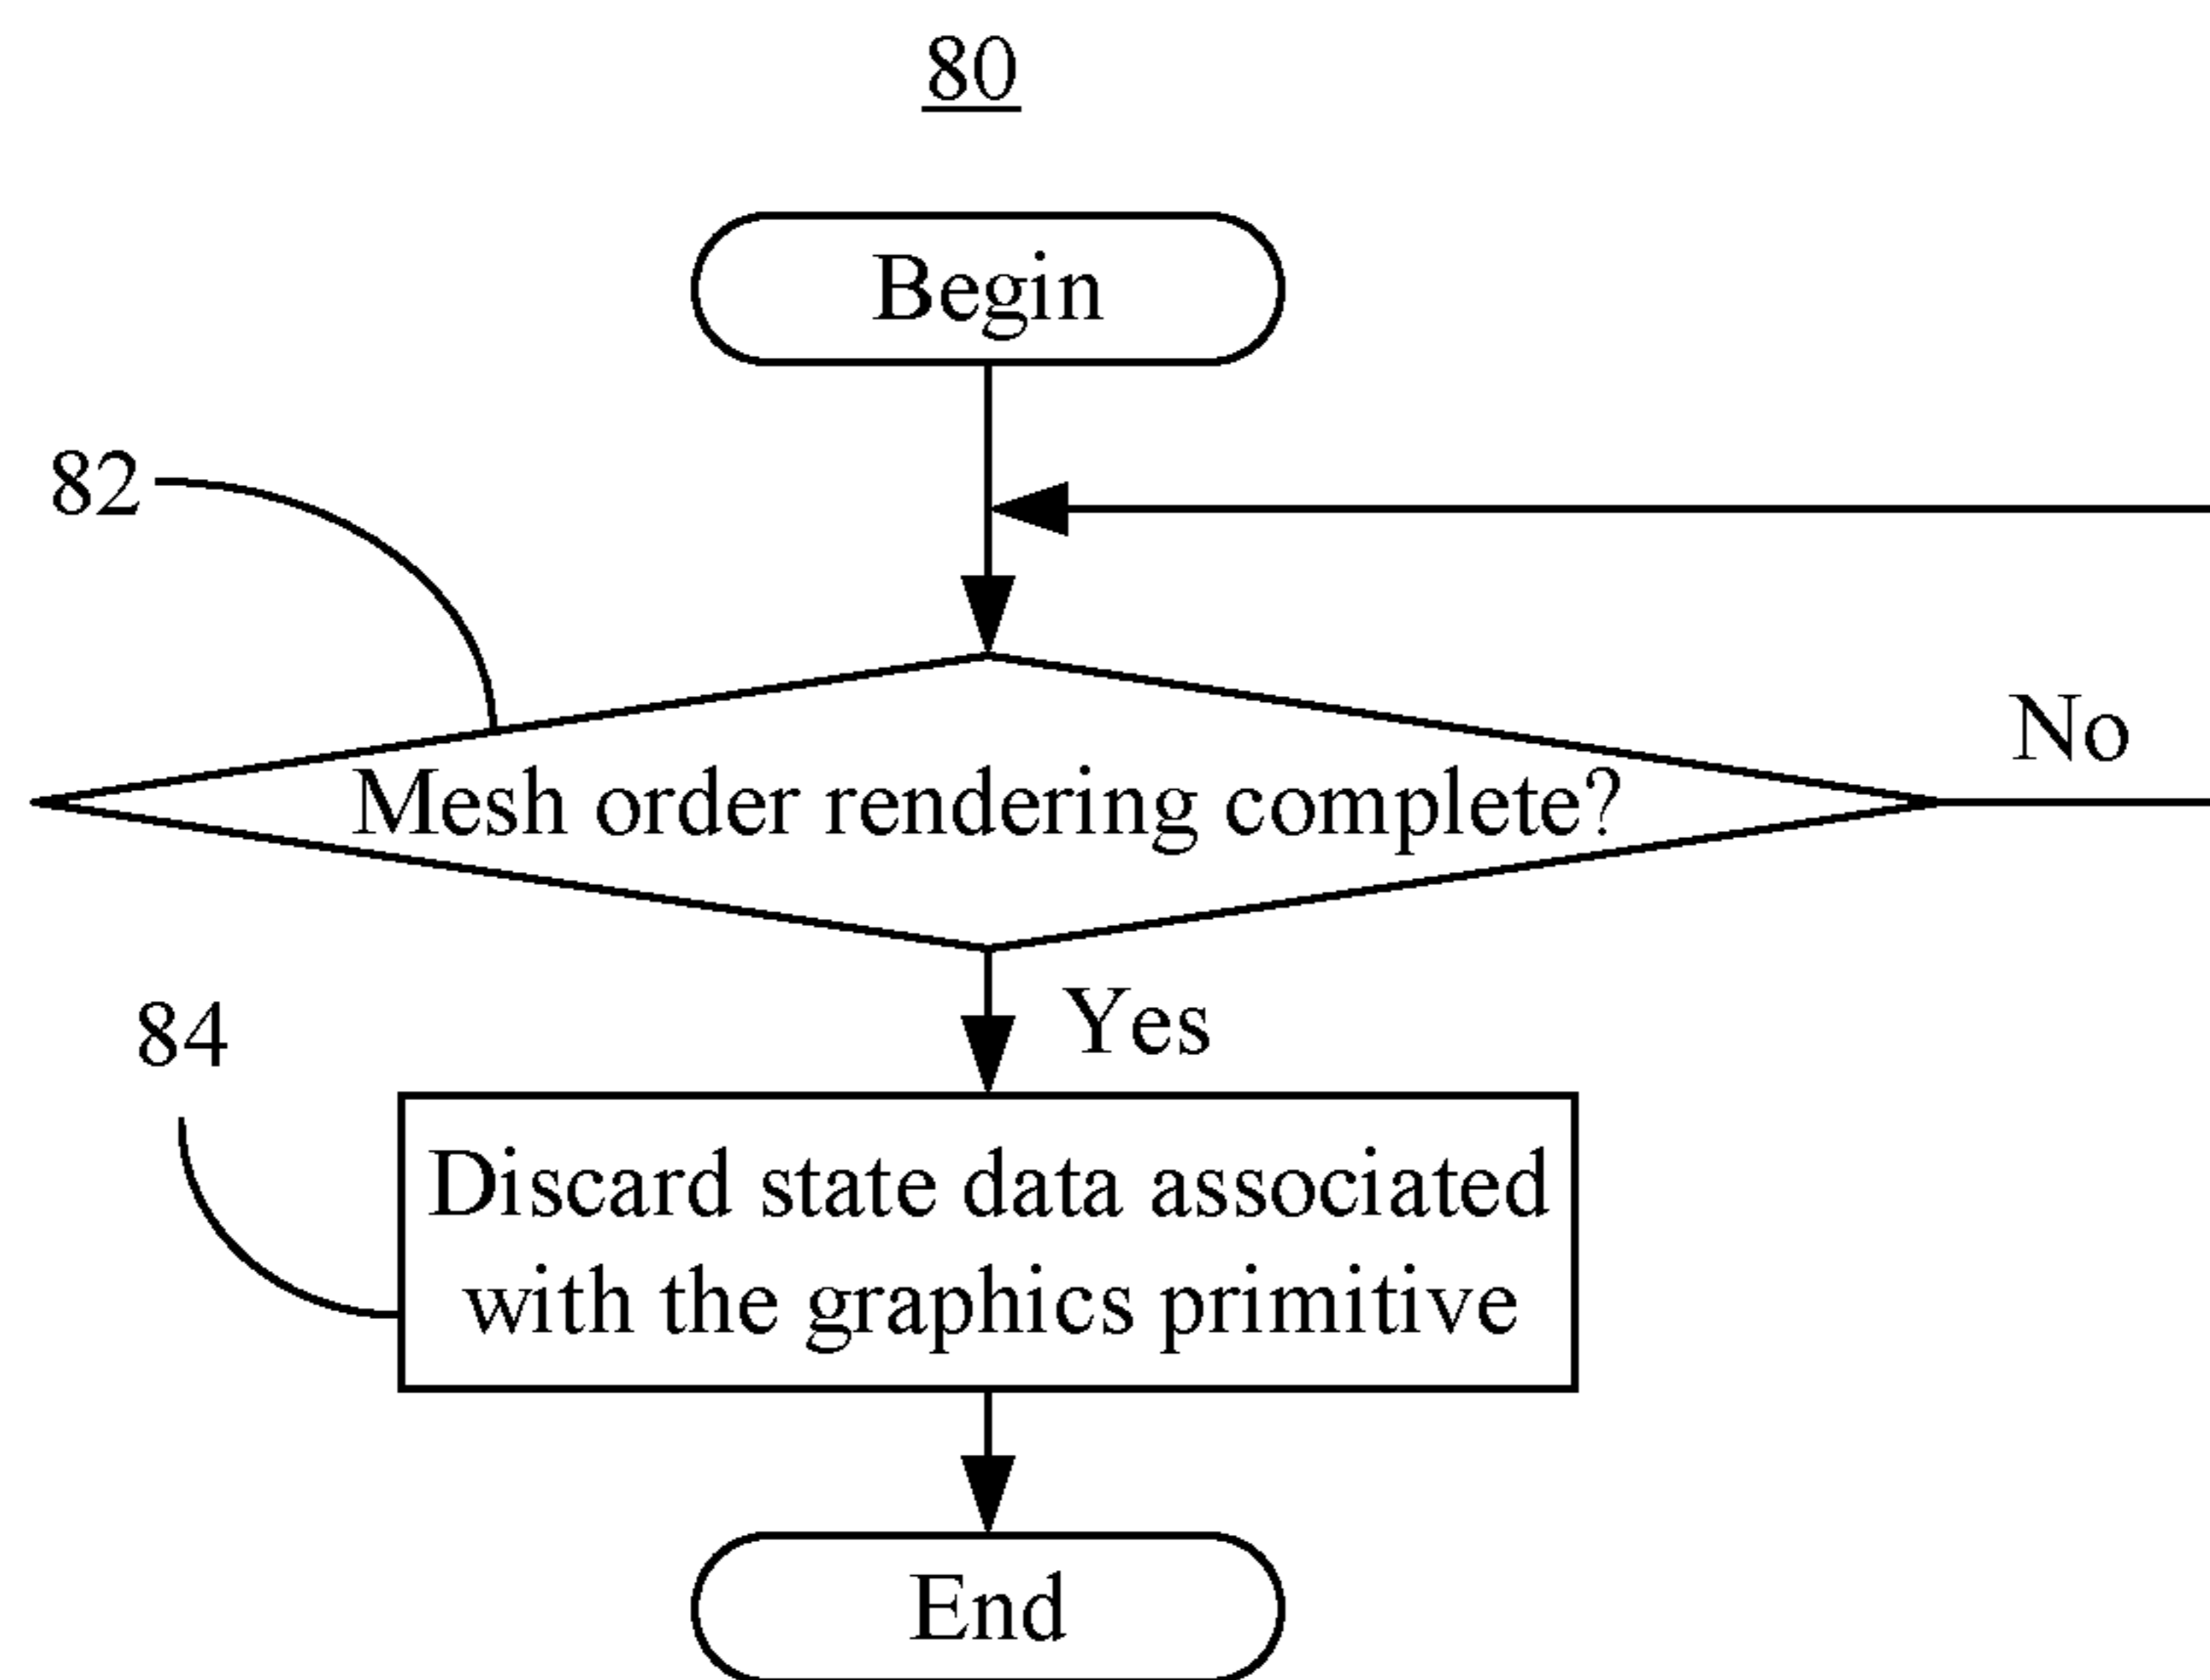 80
Begin
82
No
Mesh order rendering complete?
Yes
84
Discard state data associated
with the graphics primitive
End